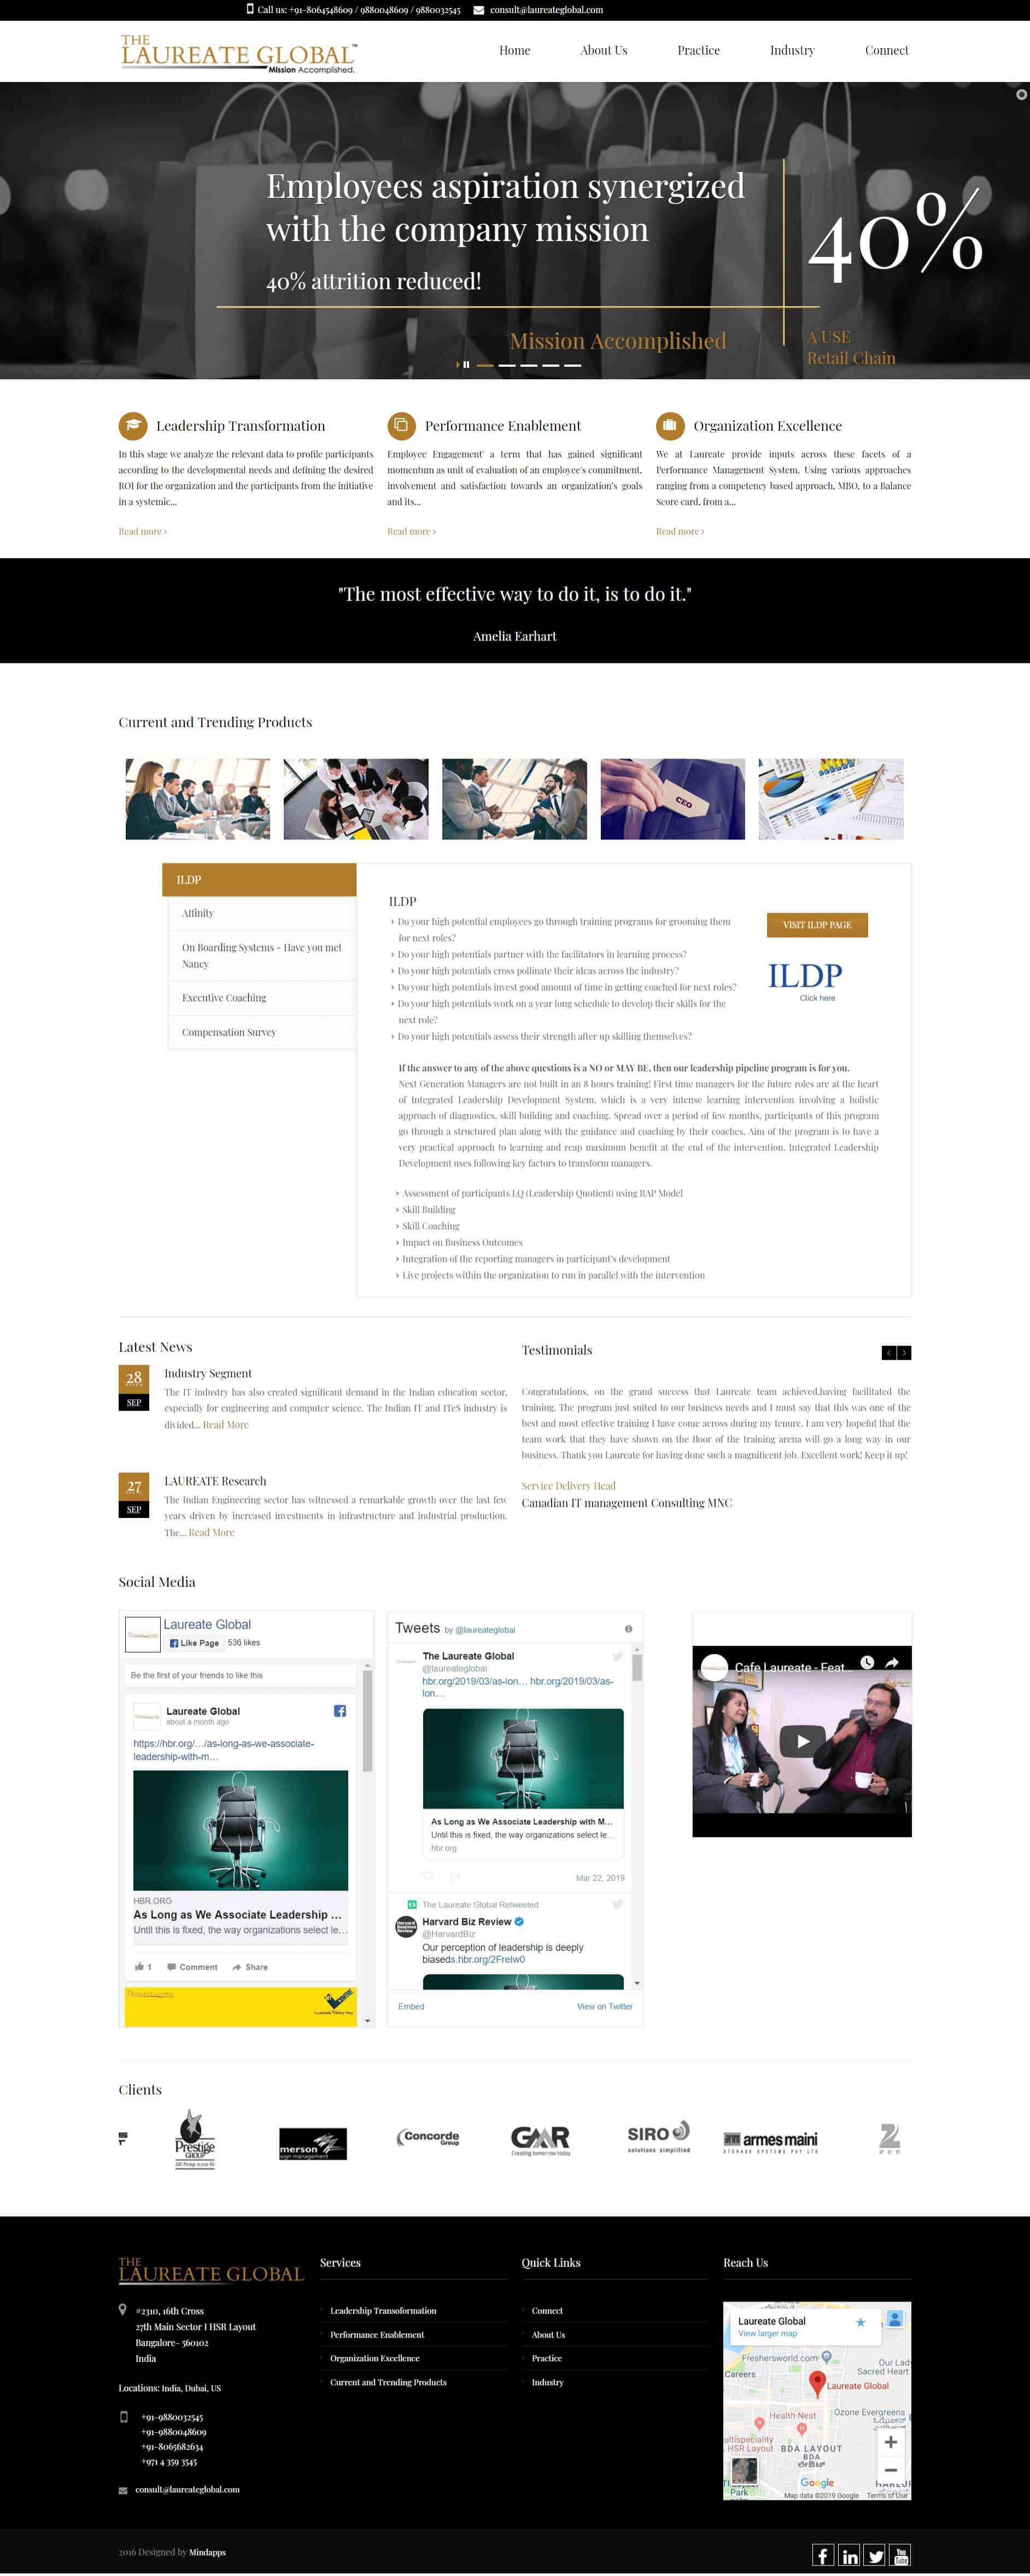 Call us: +91-8064548609 / 9880048609 / 9880032545 consult@laureateglobal.com
THE
LAUREATE GLOBAL™
Mission Accomplished.
Home About Us Practice Industry Connect
Employees aspiration synergized
with the company mission
40% attrition reduced!
40%
Mission Accomplished
A USE
Retail Chain
Leadership Transformation
In this stage we analyze the relevant data to profile participants
according to the developmental needs and defining the desired
ROI for the organization and the participants from the initiative
in a systemic...
Read more ›
Performance Enablement
Employee Engagement' a term that has gained significant
momentum as unit of evaluation of an employee's commitment,
involvement and satisfaction towards an organization's goals
and its...
Read more ›
Organization Excellence
We at Laureate provide inputs across these facets of a
Performance Management System. Using various approaches
ranging from a competency based approach, MBO, to a Balance
Score card, from a...
Read more ›
"The most effective way to do it, is to do it."
Amelia Earhart
Current and Trending Products
CEO
ILDP
Affinity
On Boarding Systems - Have you met
Nancy
Executive Coaching
Compensation Survey
ILDP
› Do your high potential employees go through training programs for grooming them
for next roles?
› Do your high potentials partner with the facilitators in learning process?
› Do your high potentials cross pollinate their ideas across the industry?
› Do your high potentials invest good amount of time in getting coached for next roles?
› Do your high potentials work on a year long schedule to develop their skills for the
next role?
› Do your high potentials assess their strength after up skilling themselves?
VISIT ILDP PAGE
ILDP
Click here
If the answer to any of the above questions is a NO or MAY BE, then our leadership pipeline program is for you.
Next Generation Managers are not built in an 8 hours training! First time managers for the future roles are at the heart
of Integrated Leadership Development System, which is a very intense learning intervention involving a holistic
approach of diagnostics, skill building and coaching. Spread over a period of few months, participants of this program
go through a structured plan along with the guidance and coaching by their coaches. Aim of the program is to have a
very practical approach to learning and reap maximum benefit at the end of the intervention. Integrated Leadership
Development uses following key factors to transform managers.
› Assessment of participants LQ (Leadership Quotient) using RAP Model
› Skill Building
› Skill Coaching
› Impact on Business Outcomes
› Integration of the reporting managers in participant's development
› Live projects within the organization to run in parallel with the intervention
Latest News
28
SEP
Industry Segment
The IT industry has also created significant demand in the Indian education sector,
especially for engineering and computer science. The Indian IT and ITeS industry is
divided... Read More
27
SEP
LAUREATE Research
The Indian Engineering sector has witnessed a remarkable growth over the last few
years driven by increased investments in infrastructure and industrial production.
The... Read More
Testimonials
Congratulations, on the grand success that Laureate team achieved,having facilitated the
training. The program just suited to our business needs and I must say that this was one of the
best and most effective training I have come across during my tenure. I am very hopeful that the
team work that they have shown on the floor of the training arena will go a long way in our
business. Thank you Laureate for having done such a magnificent job. Excellent work! Keep it up!
Service Delivery Head
Canadian IT management Consulting MNC
Social Media
Laureate Global
Like Page 536 likes
Be the first of your friends to like this
Laureate Global
about a month ago
https://hbr.org/.../as-long-as-we-associate-
leadership-with-m...
HBR.ORG
As Long as We Associate Leadership ...
Until this is fixed, the way organizations select le...
1 Comment Share
Tweets by @laureateglobal
The Laureate Global
@laureateglobal
hbr.org/2019/03/as-lon... hbr.org/2019/03/as-
lon...
As Long as We Associate Leadership with M...
Until this is fixed, the way organizations select le...
hbr.org
Mar 22, 2019
The Laureate Global Retweeted
Harvard Biz Review
@HarvardBiz
Our perception of leadership is deeply
biaseds.hbr.org/2FreIw0
Embed View on Twitter
Cafe Laureate - Feat...
Clients
Prestige
GROUP
merson
sign management
Concorde
Group
GMR
Creating tomorrow today
SIRO
solutions simplified
armes maini
STORAGE SYSTEMS PVT LTD
ZEE
THE
LAUREATE GLOBAL
#2310, 16th Cross
27th Main Sector I HSR Layout
Bangalore- 560102
India
Locations: India, Dubai, US
+91-9880032545
+91-9880048609
+91-8065682634
+971 4 359 3545
consult@laureateglobal.com
Services
Leadership Transoformation
Performance Enablement
Organization Excellence
Current and Trending Products
Quick Links
Connect
About Us
Practice
Industry
Reach Us
Laureate Global
View larger map
Freshersworld.com
Careers
Our Lady
Sacred Heart
Laureate Global
Health Nest
Ozone Evergreens
ultispeciality
, HSR Layout
BDA LAYOUT
BDA
Park
Google
Map data ©2019 Google Terms of Use
2016 Designed by Mindapps
You
Tube